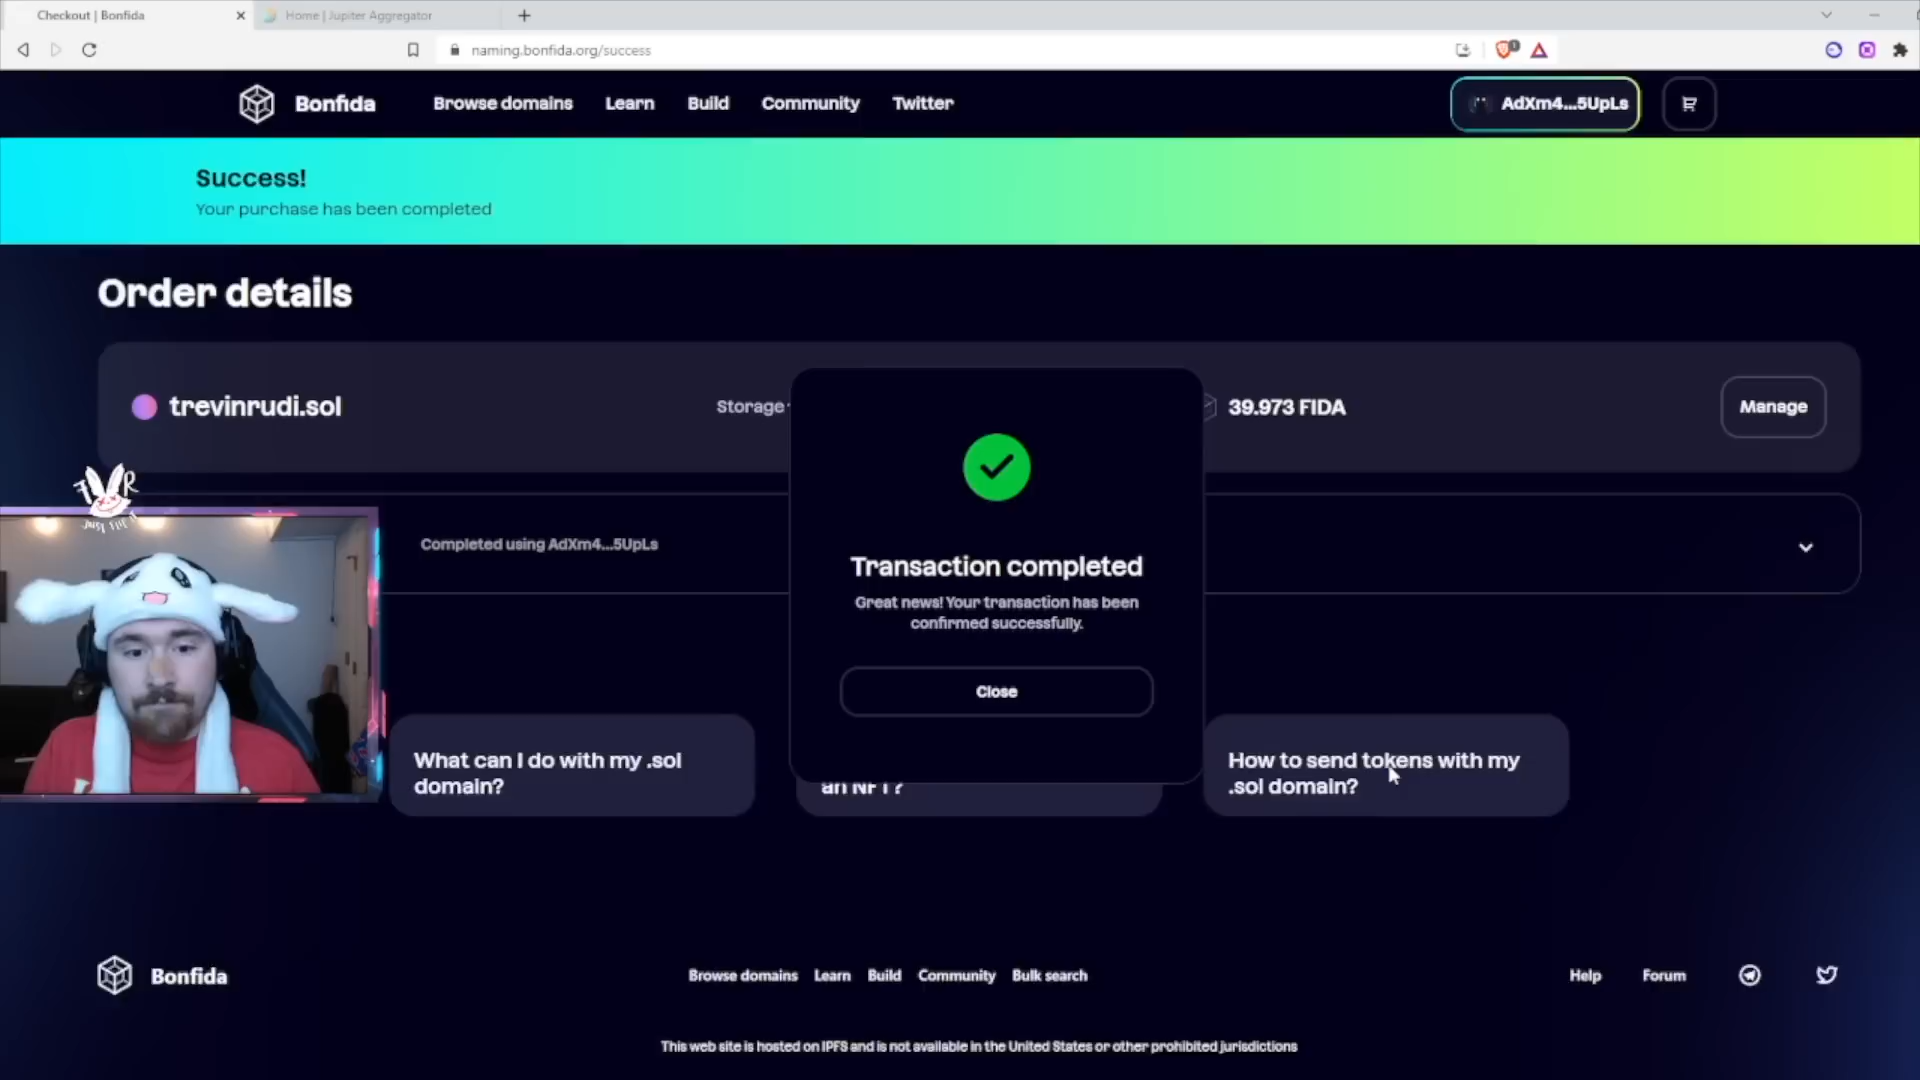 Checkout | Bonfida
Home | Jupiter Aggregator
naming.bonfida.org/success
1
Bonfida
Browse domains
Learn
Build
Community
Twitter
AdXm4...5UpLs
Success!
Your purchase has been completed
Order details
trevinrudi.sol
Storage
39.973 FIDA
Manage
Completed using AdXm4...5UpLs
Transaction completed
Great news! Your transaction has been
confirmed successfully.
Close
What can I do with my .sol
domain?
an NFT?
How to send tokens with my
.sol domain?
Bonfida
Browse domains
Learn
Build
Community
Bulk search
Help
Forum
This web site is hosted on IPFS and is not available in the United States or other prohibited jurisdictions